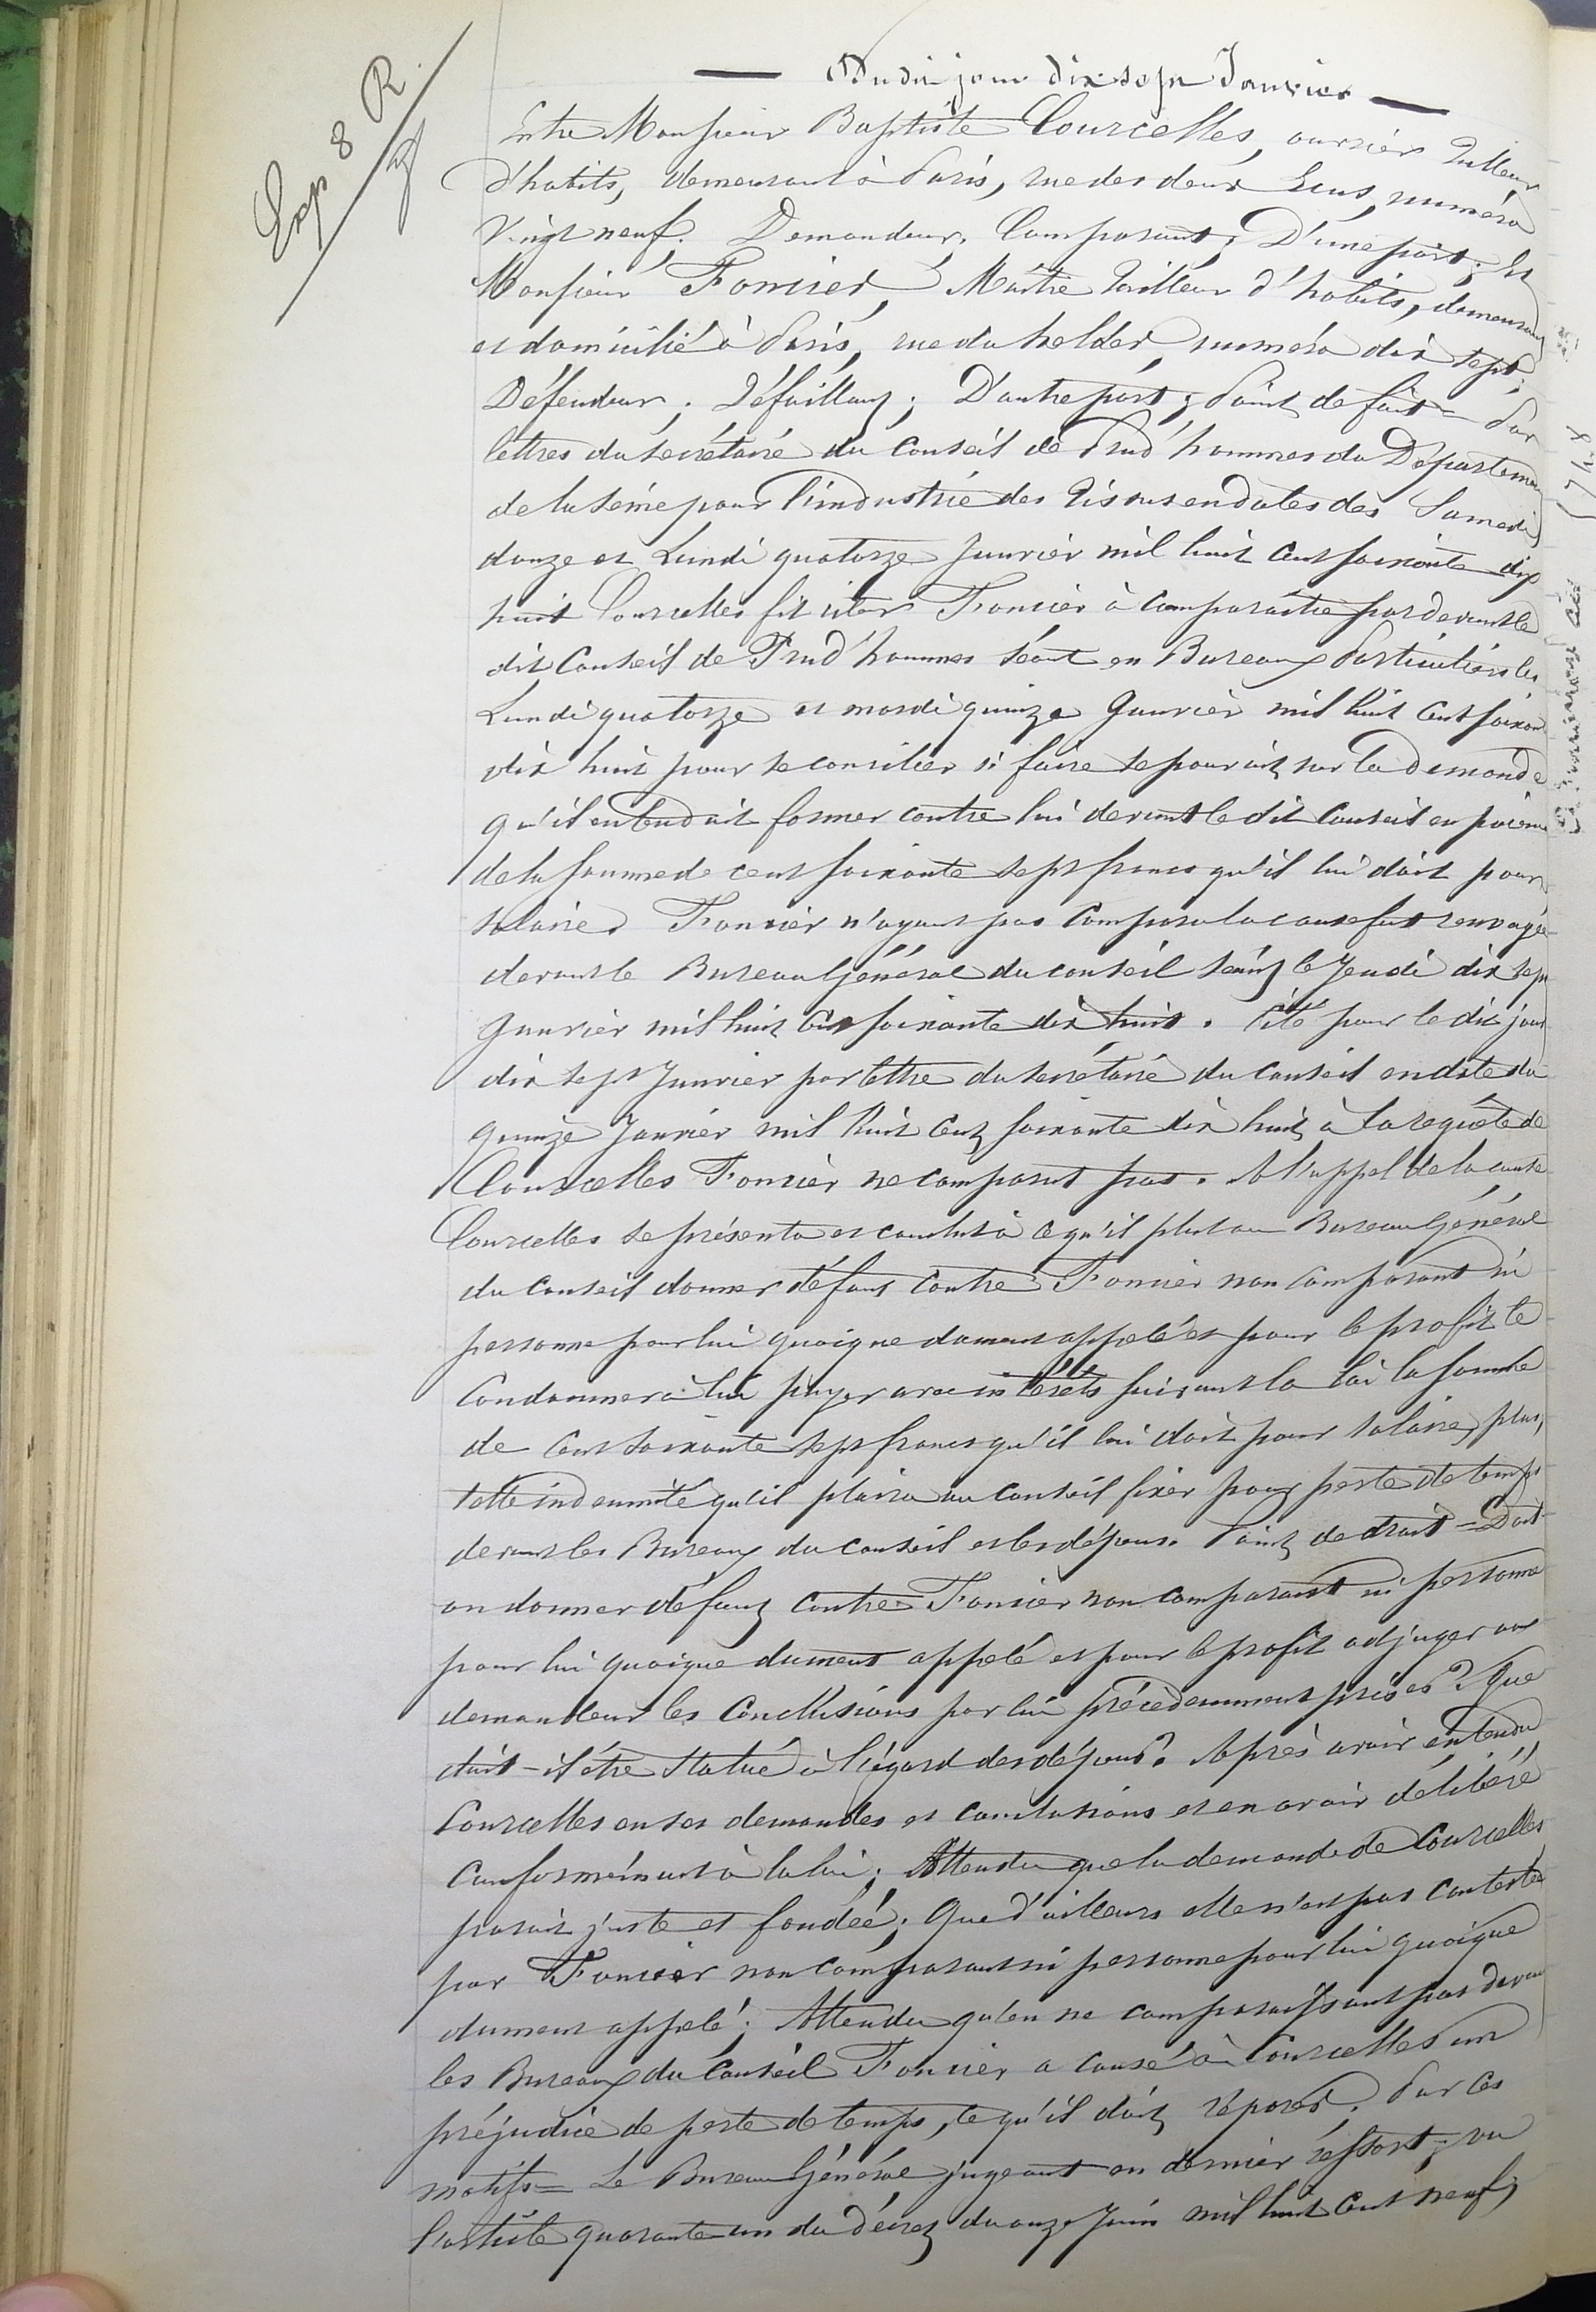 Exp 8 R.
— Dudit jour dix sept Janvier —
Entre Monsieur Baptiste Courcelles, ouvrier tailleur
d'habits, demeurant à Paris, rue des deux Ecus, numéro
vingt neuf. Demandeur. Comparant; D'une part; Et
Monsieur Foncier, Maître tailleur d'habits, demeurant
et domicilié à Paris, rue du helder, numéro dix sept;
Défendeur. Défaillant; D'autre part; Point de fait = Par
lettres du secrétaire du Conseil de Prud'hommes du Département
de la Seine pour l'industrie des tissus en dates des Samedi
douze et Lundi quatorze Janvier mil huit cent soixante dix
huit Courcelles fit citer Foncier à comparaître par devant le
dit Conseil de Prud'hommes séant en Bureaux Particuliers les
Lundi quatorze et mardi quinze Janvier mil huit cent soixante
dix huit pour se concilier si faire se pouvait sur la demande
qu'il entendait former contre lui devant le dit Conseil en paiement
de la somme de cent soixante sept francs qu'il lui doit pour
salaire. Foncier n'ayant pas comparu la cause fut renvoyée
devant le Bureau Général du conseil séant le Jeudi dix sept
Janvier mil huit cent soixante dix huit. Cité pour le dit jour
dix sept Janvier par lettre du secrétaire du conseil en date du
quinze Janvier mil huit cent soixante dix huit à la requête de
Courcelles Foncier ne comparut pas. A l'appel de la cause
Courcelles se présenta et conclut à ce qu'il plut au Bureau Général
du conseil donner défaut contre Foncier non comparant ni
personne pour lui quoique dument appelé et pour le profit le
condamner à lui payer avec intérêts suivant la loi la somme
de cent soixante sept francs qu'il lui doit pour salaire, plus,
telle indemnité qu'il plaira au conseil fixer pour perte de temps
devant les Bureaux du conseil et les dépens. Point de droit = Doit-
on donner défaut contre Foncier non comparant ni personne
pour lui quoique dument appelé et pour le profit adjuger au
demandeur les conclusions par lui précédemment prises? Que
doit-il être statué à l'égard des dépens? Après avoir entendu
Courcelles en ses demandes et conclusions et en avoir délibéré
conformément à la loi; Attendu que la demande de Courcelles
parait juste et fondée; Que d'ailleurs elle n'est pas contestée
par Foncier non comparant ni personne pour lui quoique
dument appelé; Attendu qu'en ne comparaissant pas devant
les Bureaux du Conseil Foncier a causé à Courcelles un
préjudice de perte de temps, ce qu'il doit réparer. Par ces
motifs = Le Bureau Général jugeant en dernier ressort; vu
l'article quarante un du décret du onze Juin mil huit cent neuf,